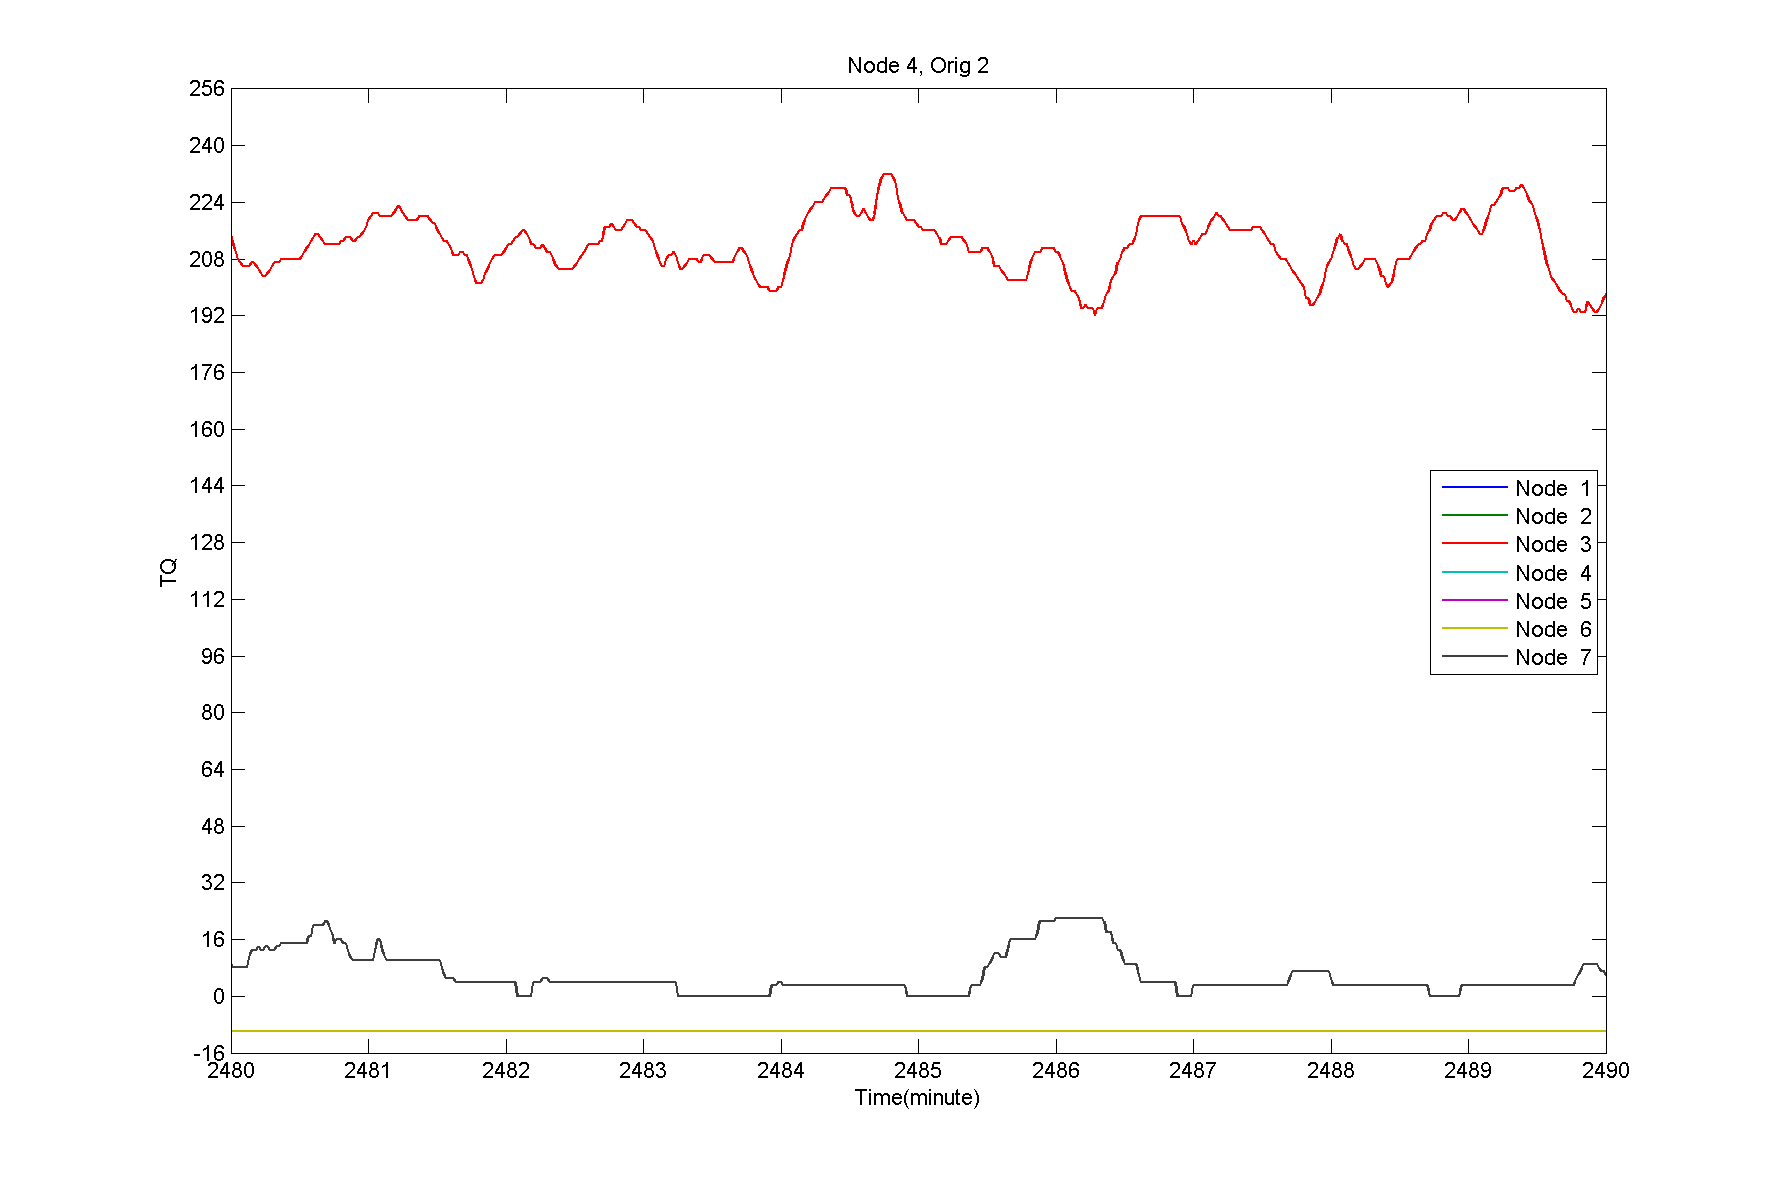 Node 4, Orig 2
256
240
224
208
192
176
160
144
128
112
96
80
64
48
32
16
0
-16
TQ
Node 1
Node 2
Node 3
Node 4
Node 5
Node 6
Node 7
2480 2481 2482 2483 2484 2485 2486 2487 2488 2489 2490
Time(minute)